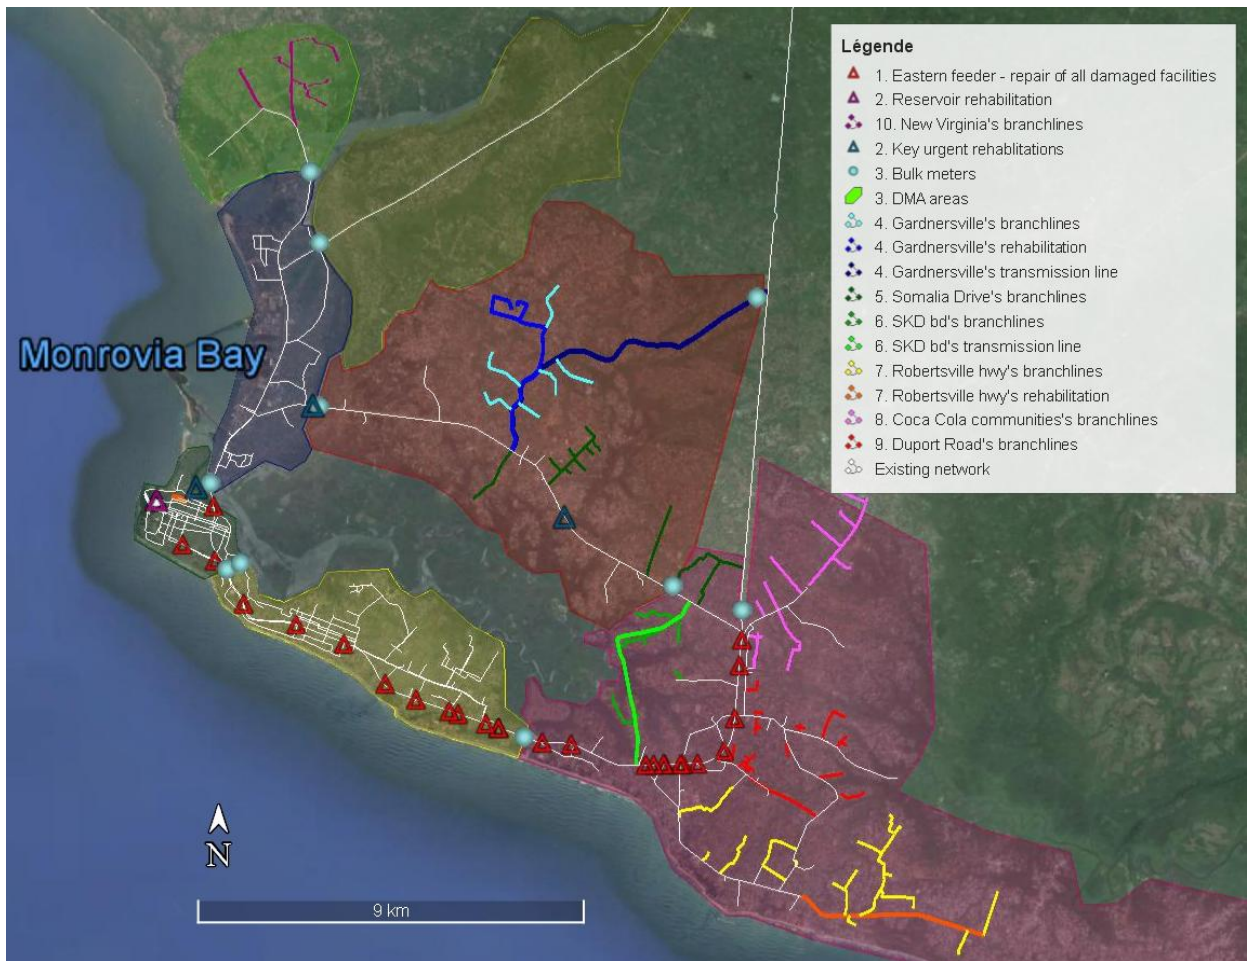 Légende
1. Eastern feeder - repair of all damaged facilities
2. Reservoir rehabilitation
10. New Virginia's branchlines
2. Key urgent rehablitations
3. Bulk meters
3. DMA areas
4. Gardnersville's branchlines
4. Gardnersville's rehabilitation
4. Gardnersville's transmission line
5. Somalia Drive's branchlines
6. SKD bd's branchlines
6. SKD bd's transmission line
7. Robertsville hwy's branchlines
7. Robertsville hwy's rehabilitation
8. Coca Cola communities's branchlines
9. Duport Road's branchlines
Existing network
Monrovia Bay
N
9 km